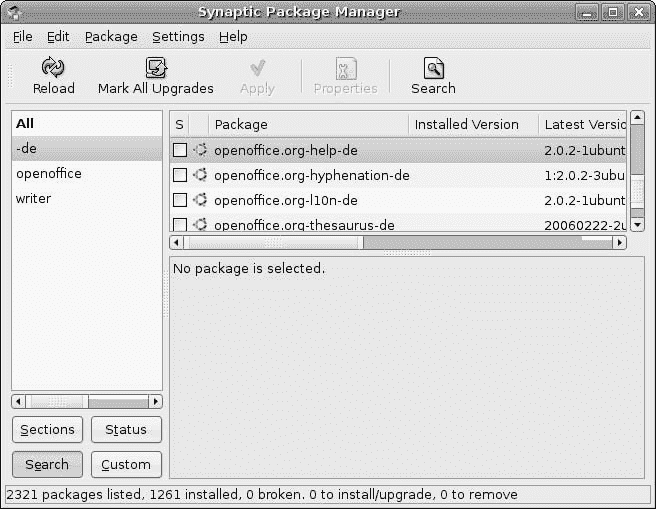 Synaptic Package Manager
File Edit Package Settings Help
Reload Mark All Upgrades Apply Properties Search
All
-de
openoffice
writer
S Package Installed Version Latest Versio
openoffice.org-help-de 2.0.2-1ubunt
openoffice.org-hyphenation-de 1:2.0.2-3ubu
openoffice.org-l10n-de 2.0.2-1ubunt
openoffice.org-thesaurus-de 20060222-2u
No package is selected.
Sections Status
Search Custom
2321 packages listed, 1261 installed, 0 broken. 0 to install/upgrade, 0 to remove